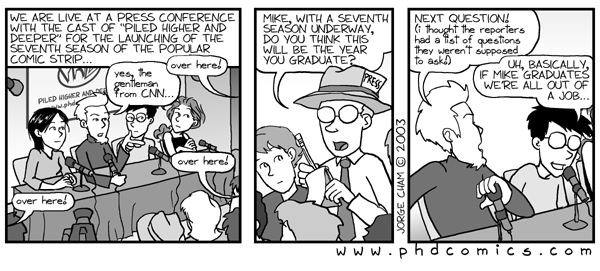 WE ARE LIVE AT A PRESS CONFERENCE
WITH THE CAST OF "PILED HIGHER AND
DEEPER" FOR THE LAUNCHING OF THE
SEVENTH SEASON OF THE POPULAR
COMIC STRIP...
over here!
yes, the
gentleman
from CNN...
PILED HIGHER AND DE
www.phd
over here!
over here!
MIKE, WITH A SEVENTH
SEASON UNDERWAY,
DO YOU THINK THIS
WILL BE THE YEAR
YOU GRADUATE?
PRESS
JORGE CHAM © 2003
NEXT QUESTION!
(i thought the reporters
had a list of questions
they weren't supposed
to ask!)
UH, BASICALLY,
IF MIKE GRADUATES
WE'RE ALL OUT OF
A JOB...
www.phdcomics.com